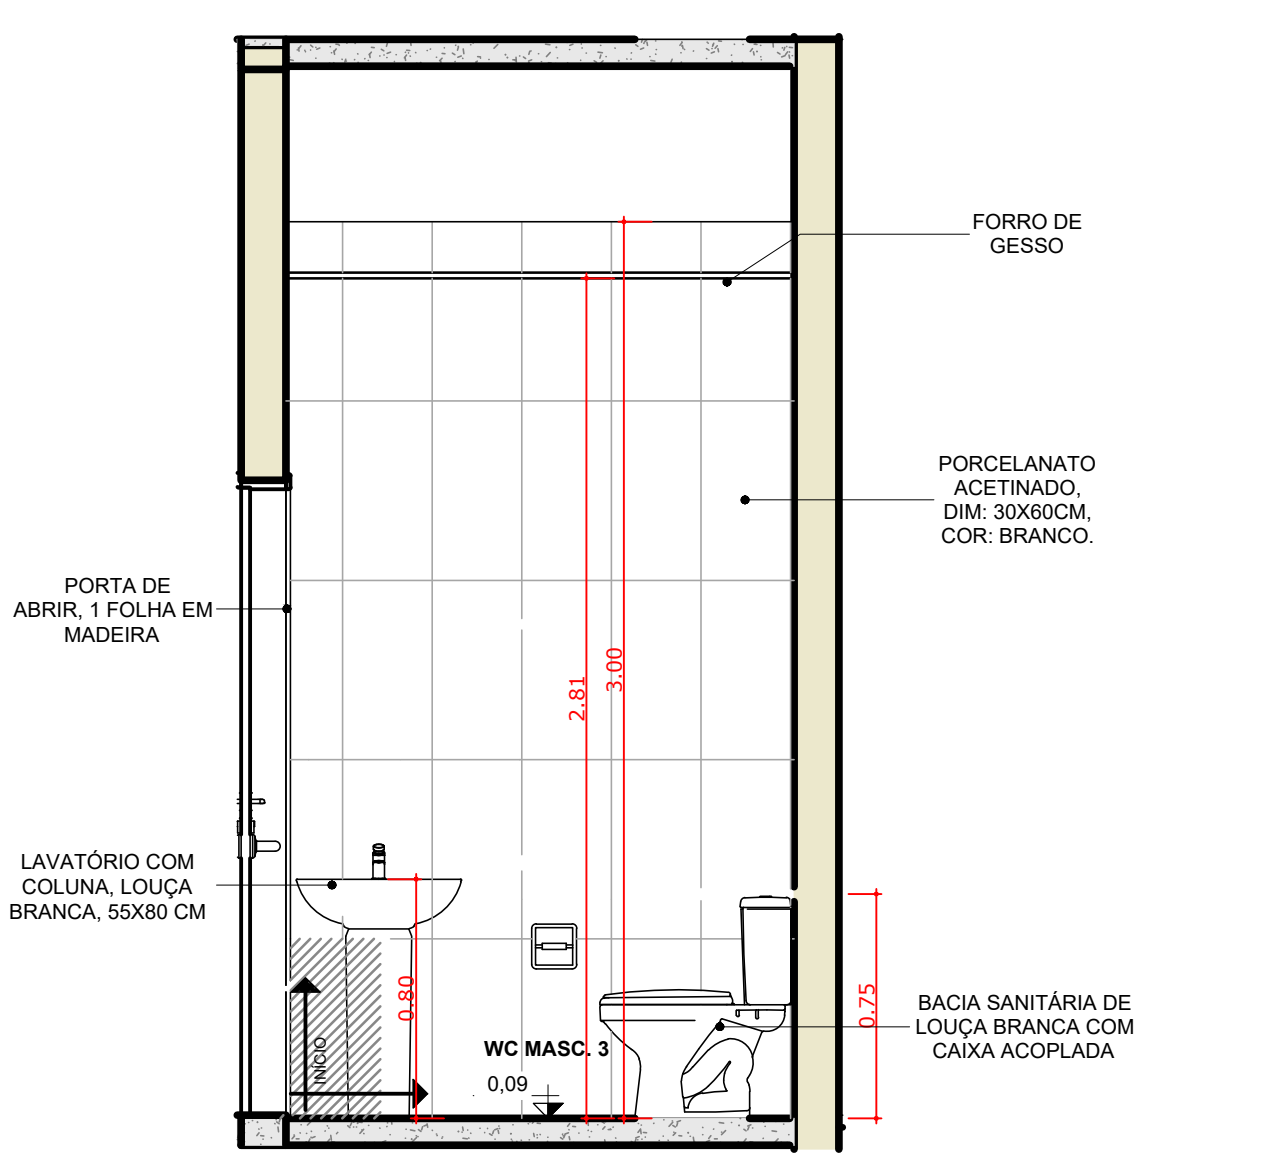 FORRO DE
GESSO
PORCELANATO
ACETINADO,
DIM: 30X60CM,
COR: BRANCO.
PORTA DE
ABRIR, 1 FOLHA EM
MADEIRA
3.00
2.81
LAVATÓRIO COM
COLUNA, LOUÇA
BRANCA, 55X80 CM
0.80
0.75
BACIA SANITÁRIA DE
LOUÇA BRANCA COM
CAIXA ACOPLADA
INÍCIO
WC MASC. 3
0,09